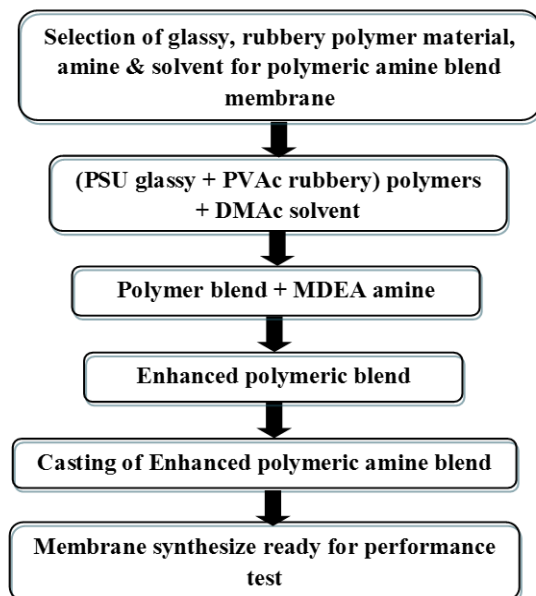 Selection of glassy, rubbery polymer material,
amine & solvent for polymeric amine blend
membrane
(PSU glassy + PVAc rubbery) polymers
+ DMAc solvent
Polymer blend + MDEA amine
Enhanced polymeric blend
Casting of Enhanced polymeric amine blend
Membrane synthesize ready for performance
test